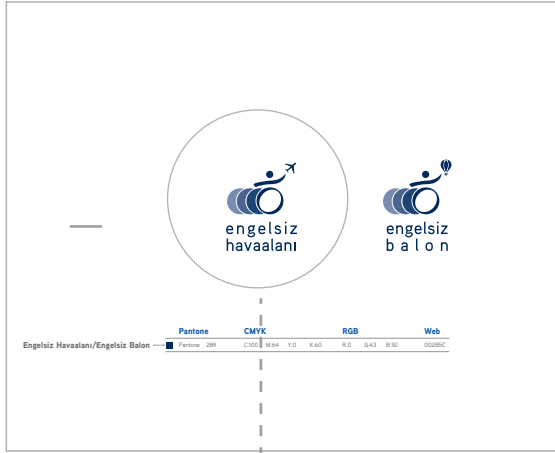 engelsiz
havaalanı
engelsiz
balon
Pantone CMYK RGB Web
Engelsiz Havaalanı/Engelsiz Balon Pantone 289 C.100 M.64 Y.0 K.60 R.0 G.43 B.92 002B5C